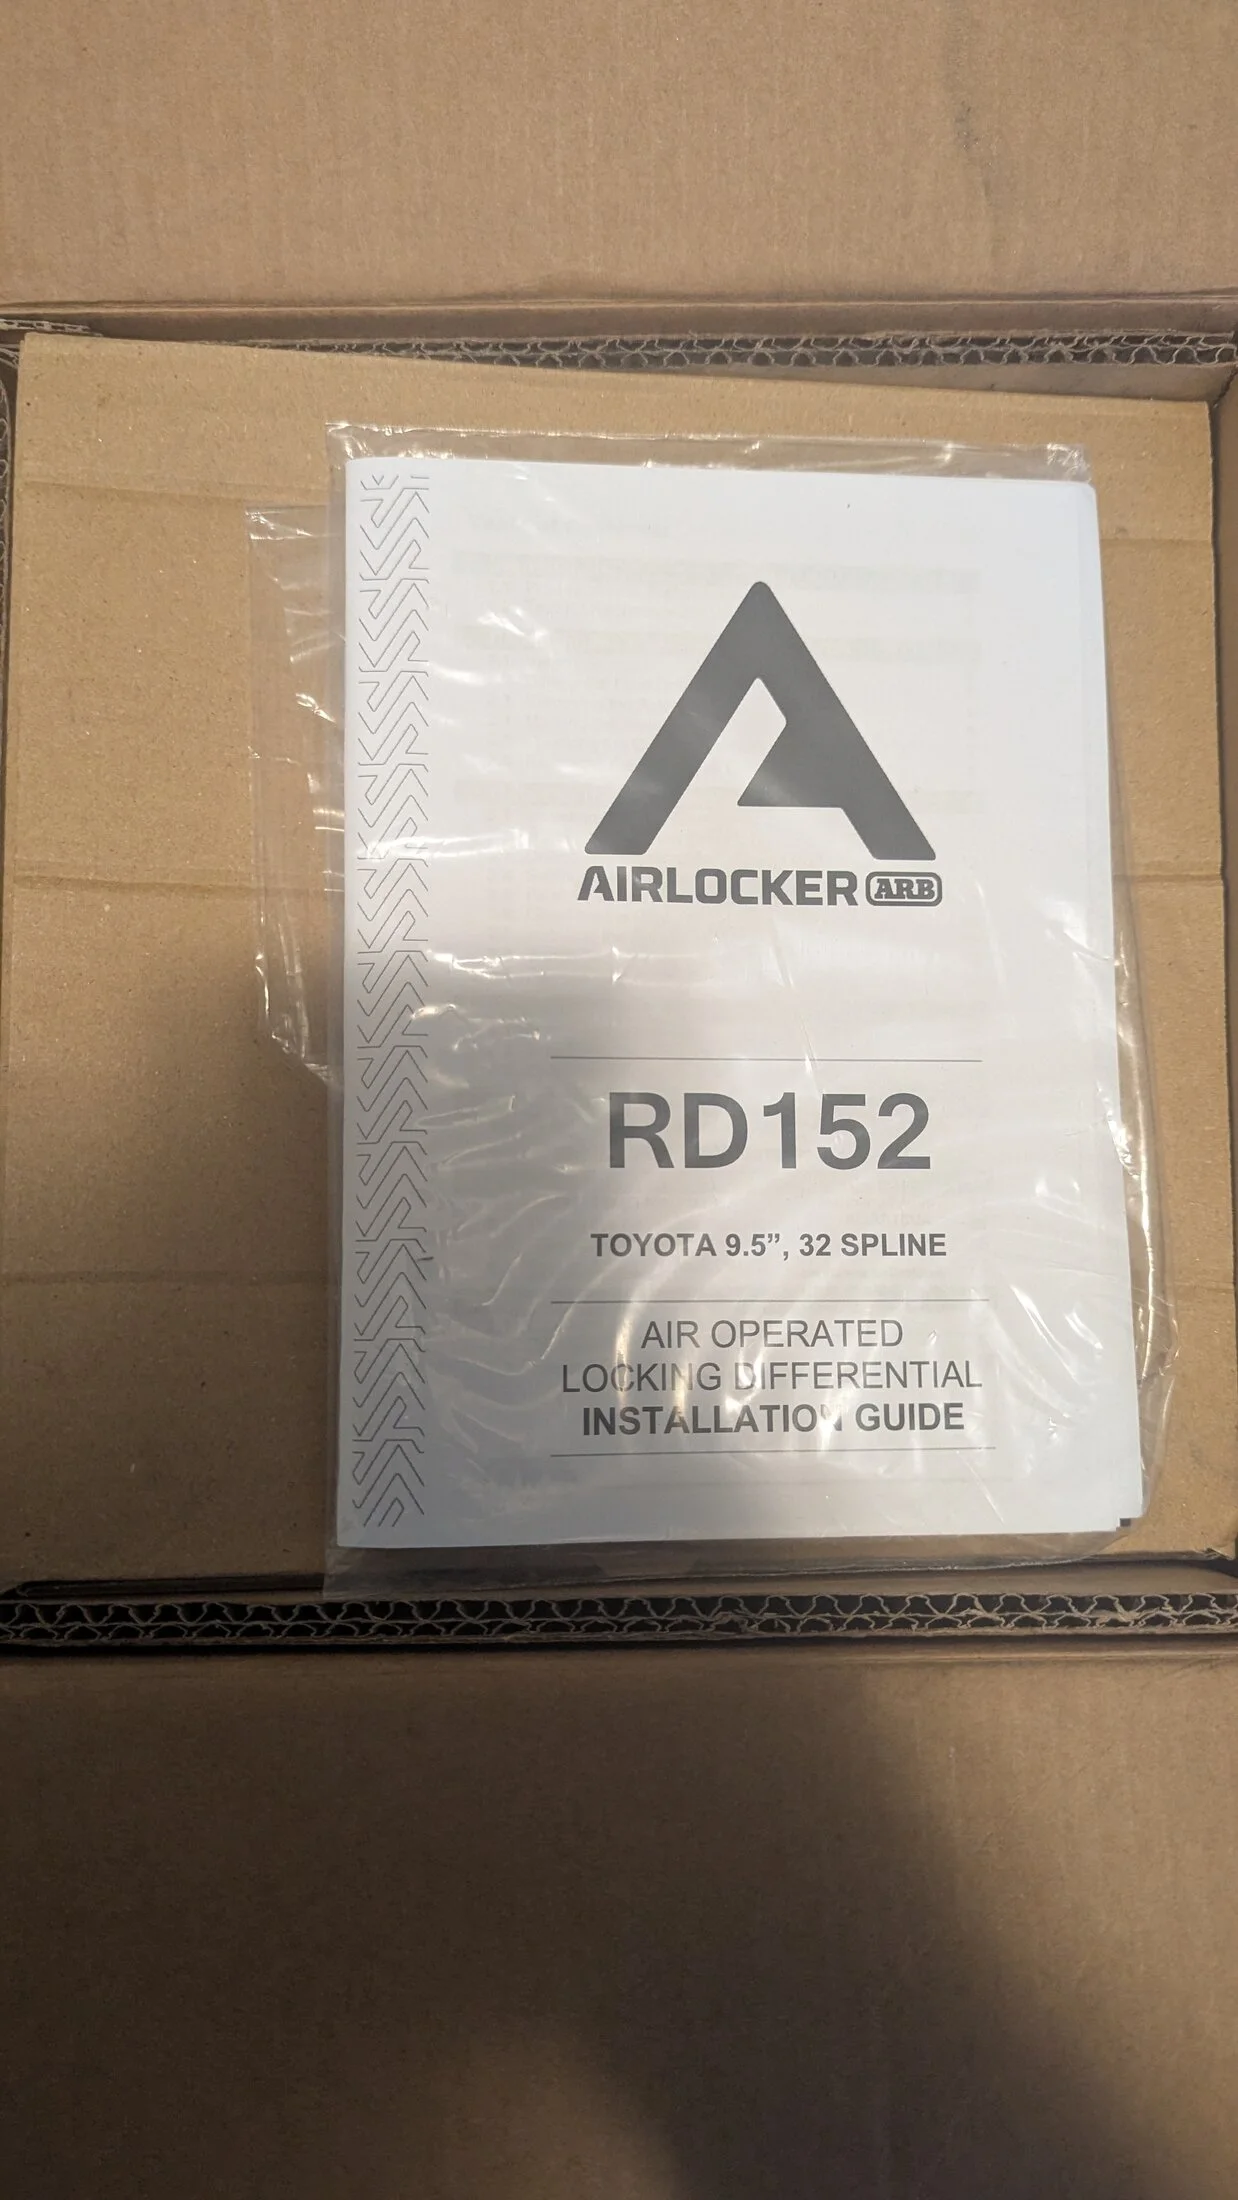 AIRLOCKER ARB
RD152
TOYOTA 9.5”, 32 SPLINE
AIR OPERATED
LOCKING DIFFERENTIAL
INSTALLATION GUIDE